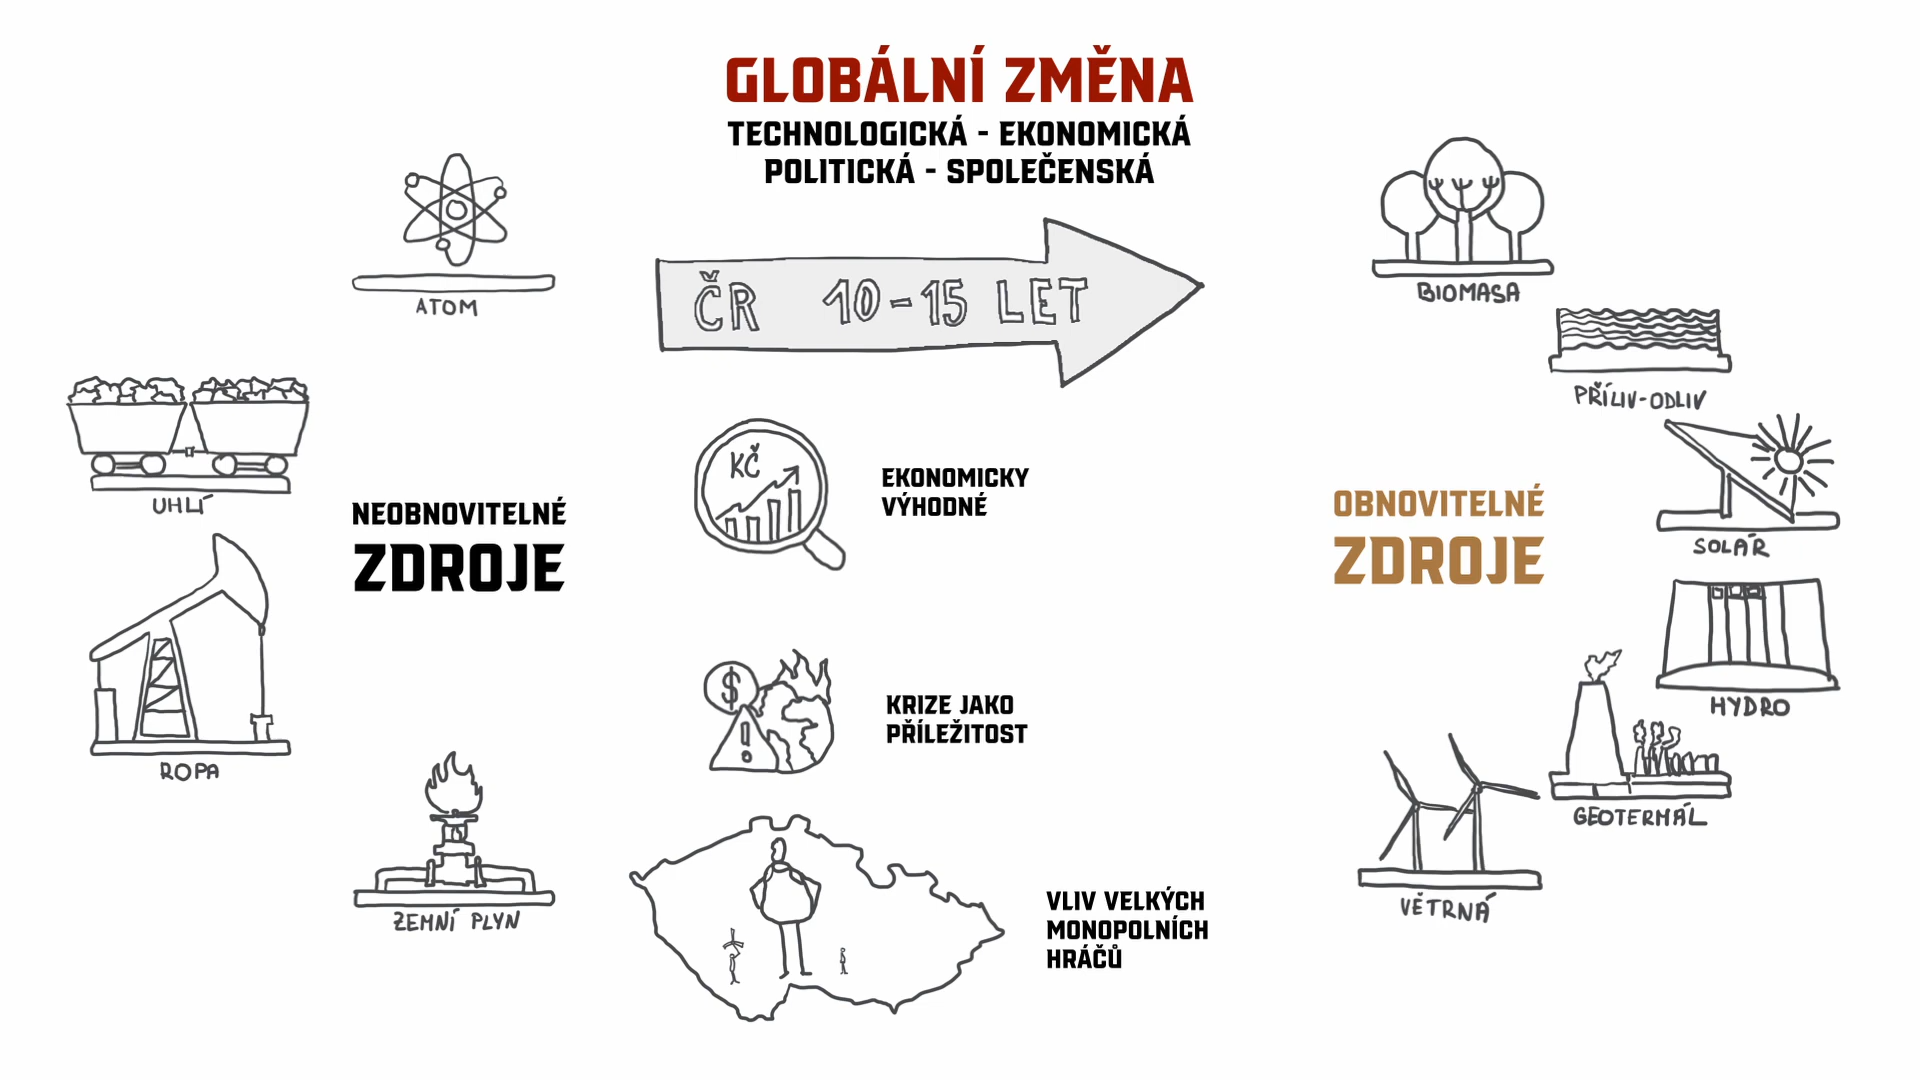 GLOBÁLNÍ ZMĚNA
TECHNOLOGICKÁ - EKONOMICKÁ
POLITICKÁ - SPOLEČENSKÁ
ČR 10-15 LET
ATOM
UHLÍ
NEOBNOVITELNÉ
ZDROJE
ROPA
ZEMNÍ PLYN
KČ
EKONOMICKY
VÝHODNÉ
$
!
KRIZE JAKO
PŘÍLEŽITOST
VLIV VELKÝCH
MONOPOLNÍCH
HRÁČŮ
BIOMASA
PŘÍLIV-ODLIV
SOLÁR
OBNOVITELNÉ
ZDROJE
HYDRO
GEOTERMÁL
VĚTRNÁ